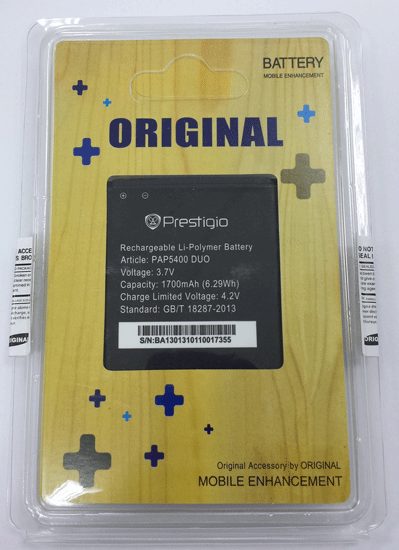 BATTERY
MOBILE ENHANCEMENT
ORIGINAL
Prestigio
Rechargeable Li-Polymer Battery
Article: PAP5400 DUO
Voltage: 3.7V
Capacity: 1700mAh (6.29Wh)
Charge Limited Voltage: 4.2V
Standard: GB/T 18287-2013
S/N:BA1301310110017355
Original Accessory by ORIGINAL
MOBILE ENHANCEMENT